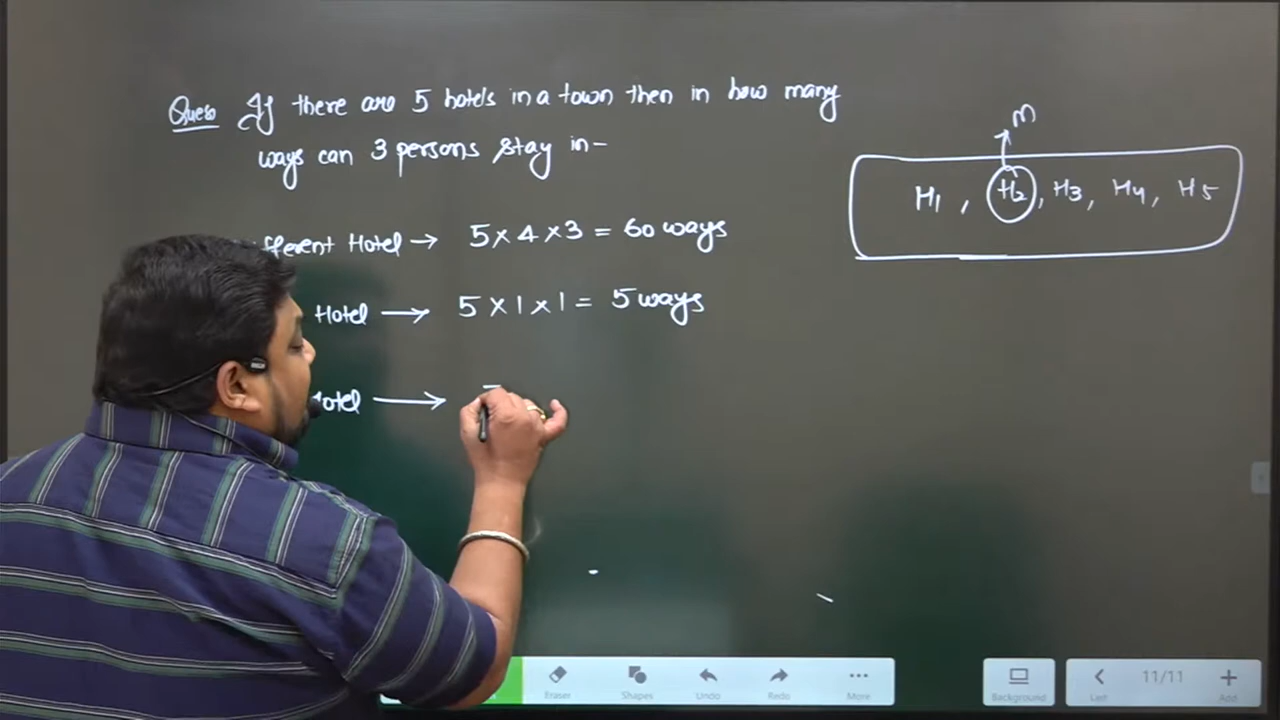 Ques If there are 5 hotels in a town then in how many
ways can 3 persons stay in-
m
H1, H2, H3, H4, H5
Hotel → 5×4×3 = 60 ways
Hotel → 5×1×1 = 5 ways
→
Eraser Shapes Undo Redo More
Background
Last 11/11 Add